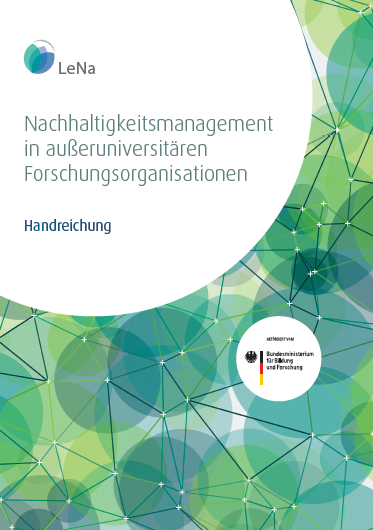 LeNa
Nachhaltigkeitsmanagement
in außeruniversitären
Forschungsorganisationen
Handreichung
GEFÖRDERT VOM
Bundesministerium
für Bildung
und Forschung